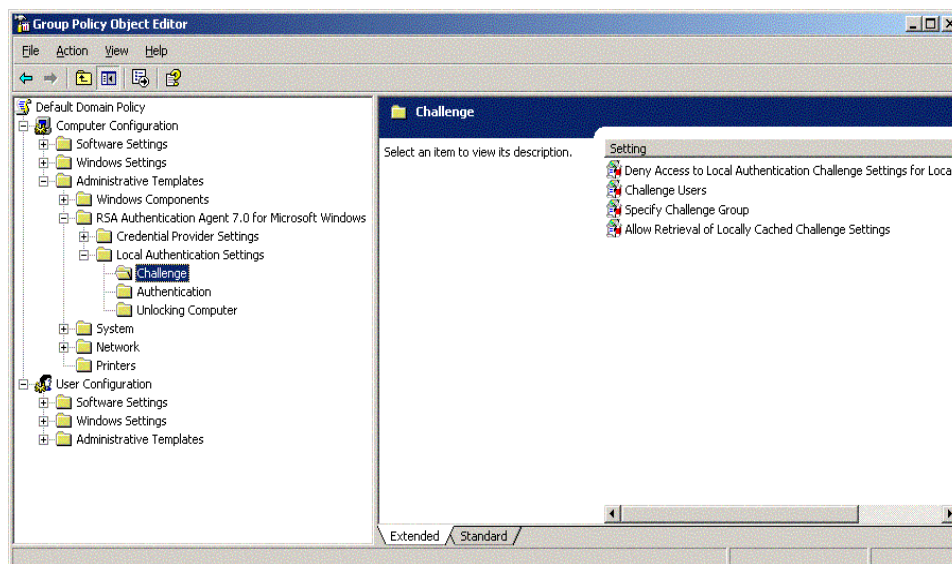 Group Policy Object Editor
File Action View Help
Default Domain Policy
Computer Configuration
Software Settings
Windows Settings
Administrative Templates
Windows Components
RSA Authentication Agent 7.0 for Microsoft Windows
Credential Provider Settings
Local Authentication Settings
Challenge
Authentication
Unlocking Computer
System
Network
Printers
User Configuration
Software Settings
Windows Settings
Administrative Templates
Challenge
Select an item to view its description.
Setting
Deny Access to Local Authentication Challenge Settings for Loca
Challenge Users
Specify Challenge Group
Allow Retrieval of Locally Cached Challenge Settings
Extended Standard